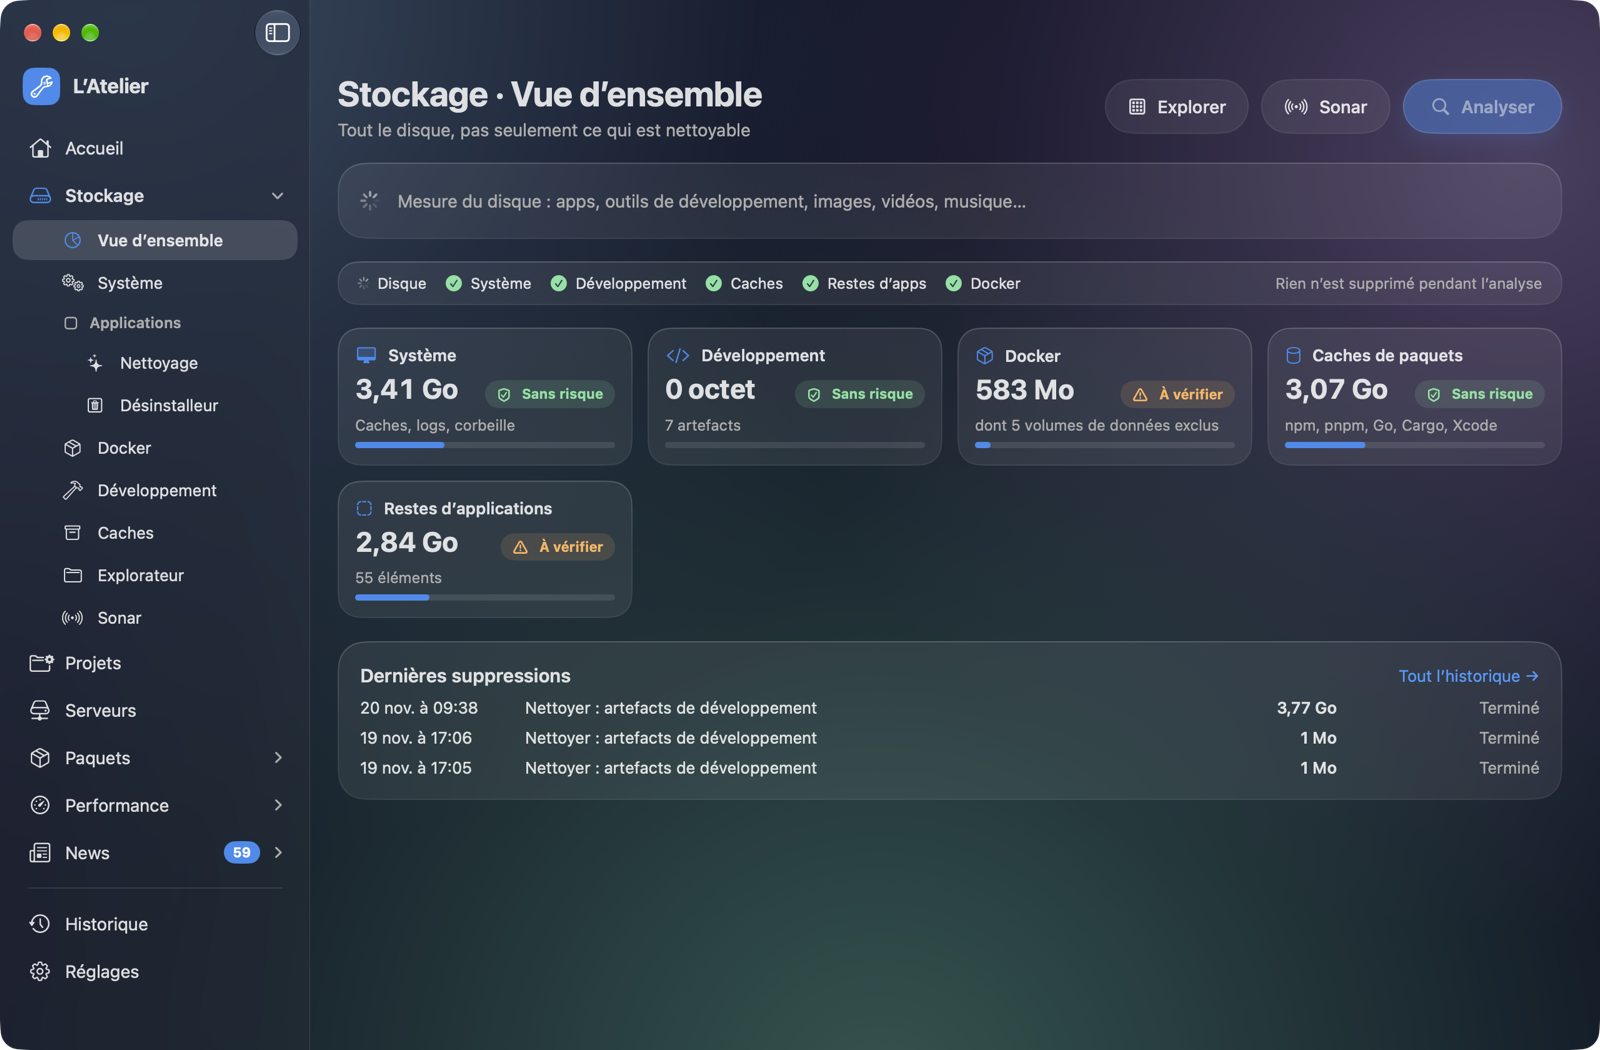 L’Atelier
Accueil
Stockage
Vue d’ensemble
Système
Applications
Nettoyage
Désinstalleur
Docker
Développement
Caches
Explorateur
Sonar
Projets
Serveurs
Paquets
Performance
News 59
Historique
Réglages
Stockage · Vue d’ensemble
Tout le disque, pas seulement ce qui est nettoyable
Explorer
Sonar
Analyser
Mesure du disque : apps, outils de développement, images, vidéos, musique…
Disque Système Développement Caches Restes d’apps Docker Rien n’est supprimé pendant l’analyse
Système
3,41 Go Sans risque
Caches, logs, corbeille
Développement
0 octet Sans risque
7 artefacts
Docker
583 Mo À vérifier
dont 5 volumes de données exclus
Caches de paquets
3,07 Go Sans risque
npm, pnpm, Go, Cargo, Xcode
Restes d’applications
2,84 Go À vérifier
55 éléments
Dernières suppressions Tout l’historique →
20 nov. à 09:38 Nettoyer : artefacts de développement 3,77 Go Terminé
19 nov. à 17:06 Nettoyer : artefacts de développement 1 Mo Terminé
19 nov. à 17:05 Nettoyer : artefacts de développement 1 Mo Terminé